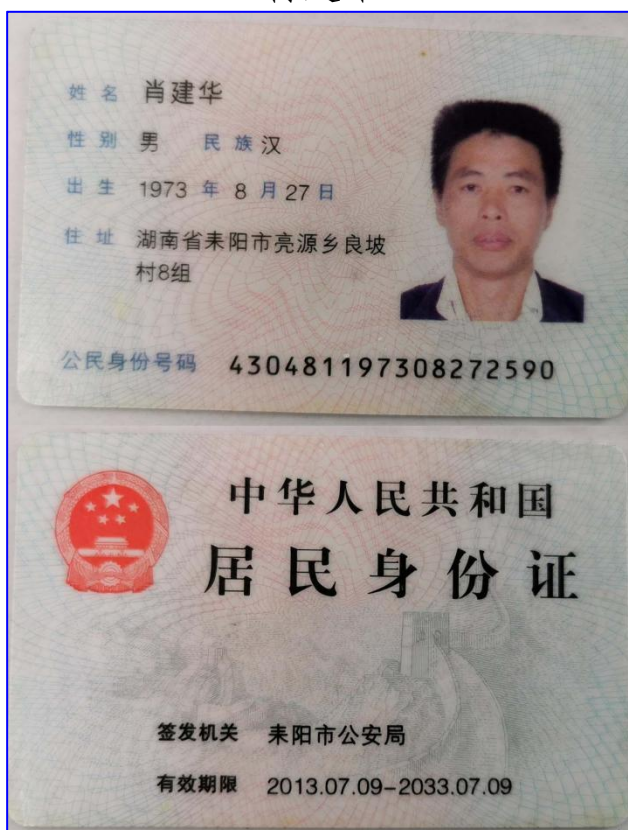 姓名 肖建华
性别 男 民族 汉
出生 1973 年 8 月 27 日
住址 湖南省耒阳市亮源乡良坡
村8组
公民身份号码 430481197308272590
中华人民共和国
居民身份证
签发机关 耒阳市公安局
有效期限 2013.07.09-2033.07.09